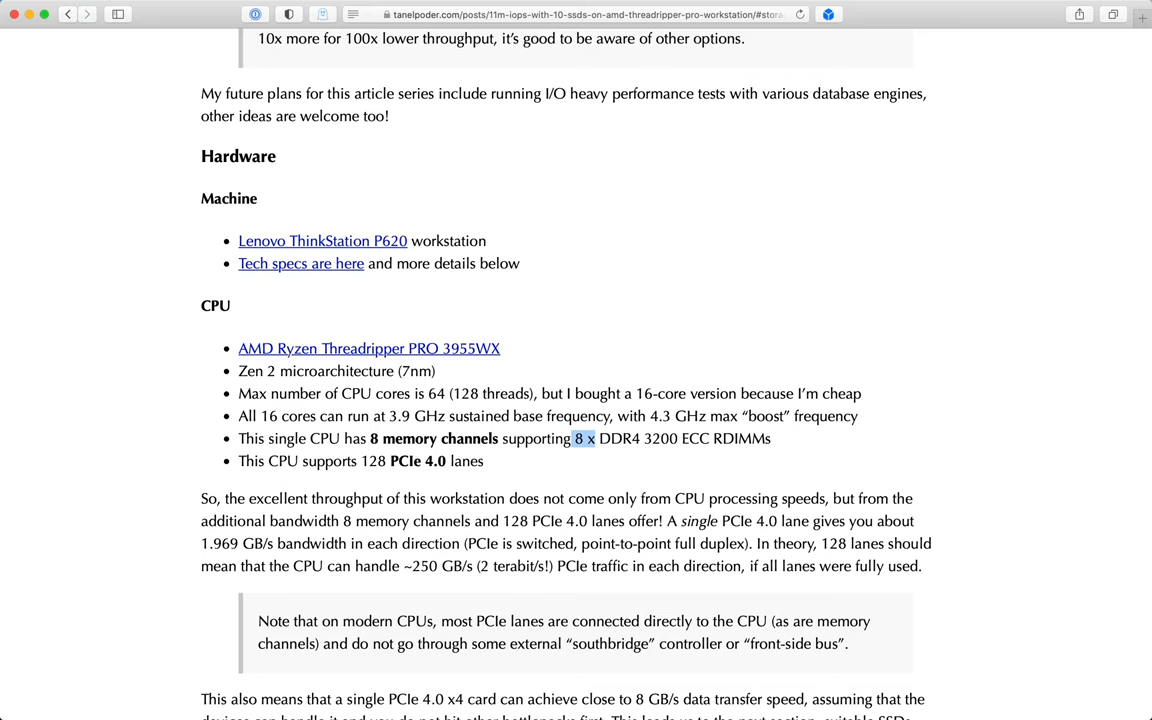 tanelpoder.com/posts/11m-iops-with-10-ssds-on-amd-threadripper-pro-workstation/#stora
10x more for 100x lower throughput, it’s good to be aware of other options.
My future plans for this article series include running I/O heavy performance tests with various database engines,
other ideas are welcome too!
Hardware
Machine
• Lenovo ThinkStation P620 workstation
• Tech specs are here and more details below
CPU
• AMD Ryzen Threadripper PRO 3955WX
• Zen 2 microarchitecture (7nm)
• Max number of CPU cores is 64 (128 threads), but I bought a 16-core version because I’m cheap
• All 16 cores can run at 3.9 GHz sustained base frequency, with 4.3 GHz max “boost” frequency
• This single CPU has 8 memory channels supporting 8 x DDR4 3200 ECC RDIMMs
• This CPU supports 128 PCIe 4.0 lanes
So, the excellent throughput of this workstation does not come only from CPU processing speeds, but from the
additional bandwidth 8 memory channels and 128 PCIe 4.0 lanes offer! A single PCIe 4.0 lane gives you about
1.969 GB/s bandwidth in each direction (PCIe is switched, point-to-point full duplex). In theory, 128 lanes should
mean that the CPU can handle ~250 GB/s (2 terabit/s!) PCIe traffic in each direction, if all lanes were fully used.
Note that on modern CPUs, most PCIe lanes are connected directly to the CPU (as are memory
channels) and do not go through some external “southbridge” controller or “front-side bus”.
This also means that a single PCIe 4.0 x4 card can achieve close to 8 GB/s data transfer speed, assuming that the